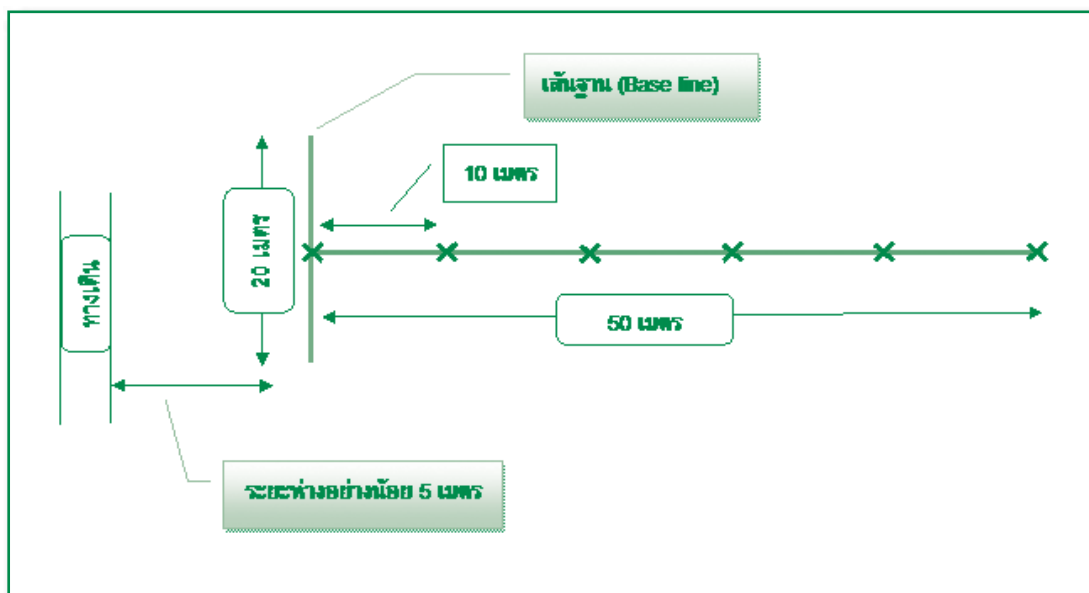 เส้นฐาน (Base line)
10 เมตร
20 เมตร
ทางเดิน
50 เมตร
ระยะห่างอย่างน้อย 5 เมตร